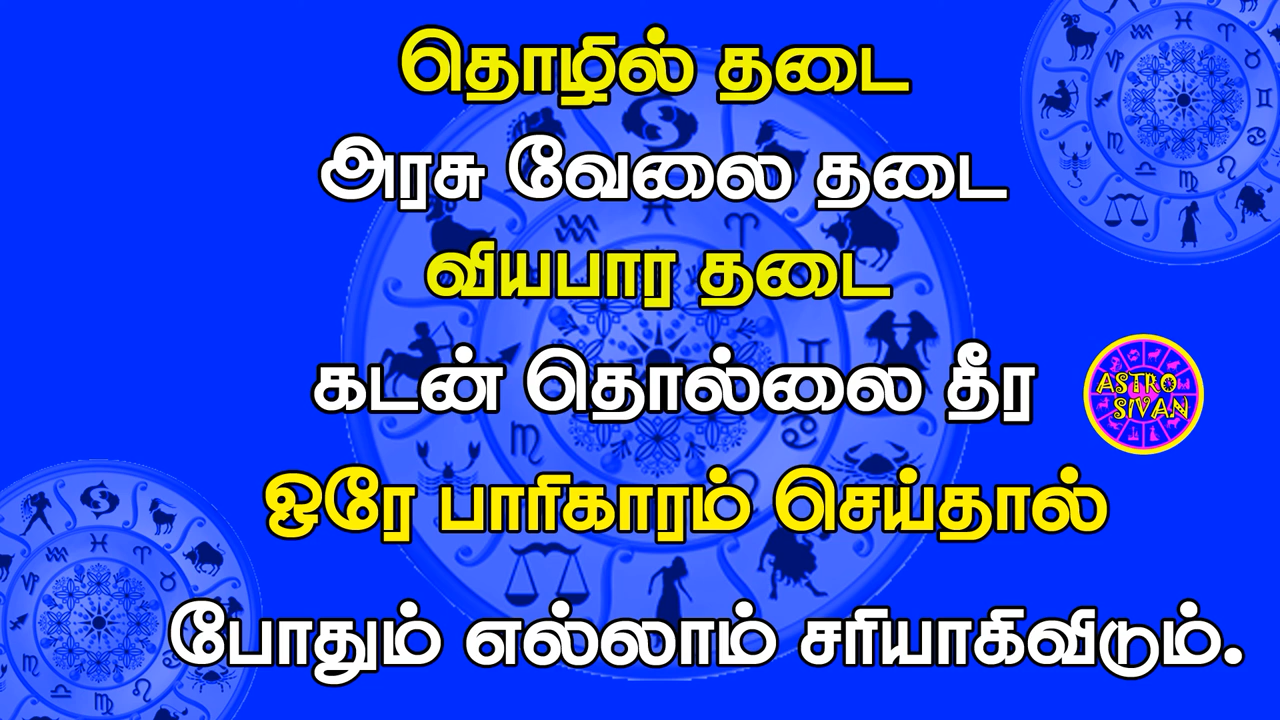 தொழில் தடை
அரசு வேலை தடை
வியபார தடை
கடன் தொல்லை தீர
ASTRO
SIVAN
ஒரே பாரிகாரம் செய்தால்
போதும் எல்லாம் சரியாகிவிடும்.